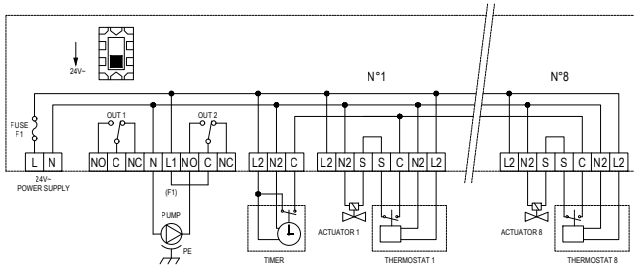 24V~
N°1
N°8
FUSE
F1
OUT 1
OUT 2
L N
NO C NC N L1 NO C NC
L2 N2 C
L2 N2 S S C N2 L2
L2 N2 S S C N2 L2
24V~
POWER SUPPLY
(F1)
PUMP
PE
TIMER
ACTUATOR 1
THERMOSTAT 1
ACTUATOR 8
THERMOSTAT 8